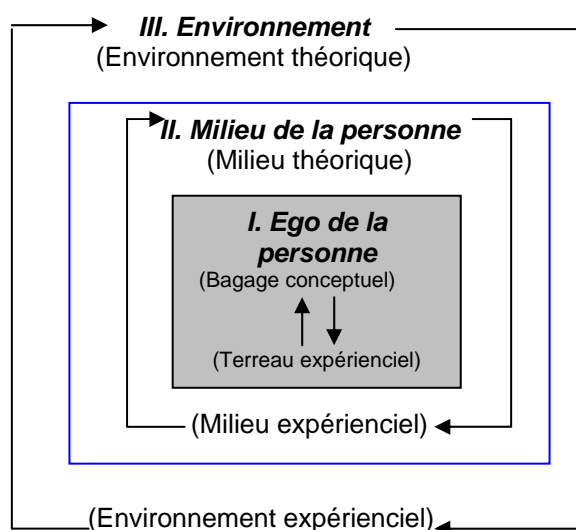 III. Environnement
(Environnement théorique)
II. Milieu de la personne
(Milieu théorique)
I. Ego de la
personne
(Bagage conceptuel)
(Terreau expérienciel)
(Milieu expérienciel)
(Environnement expérienciel)